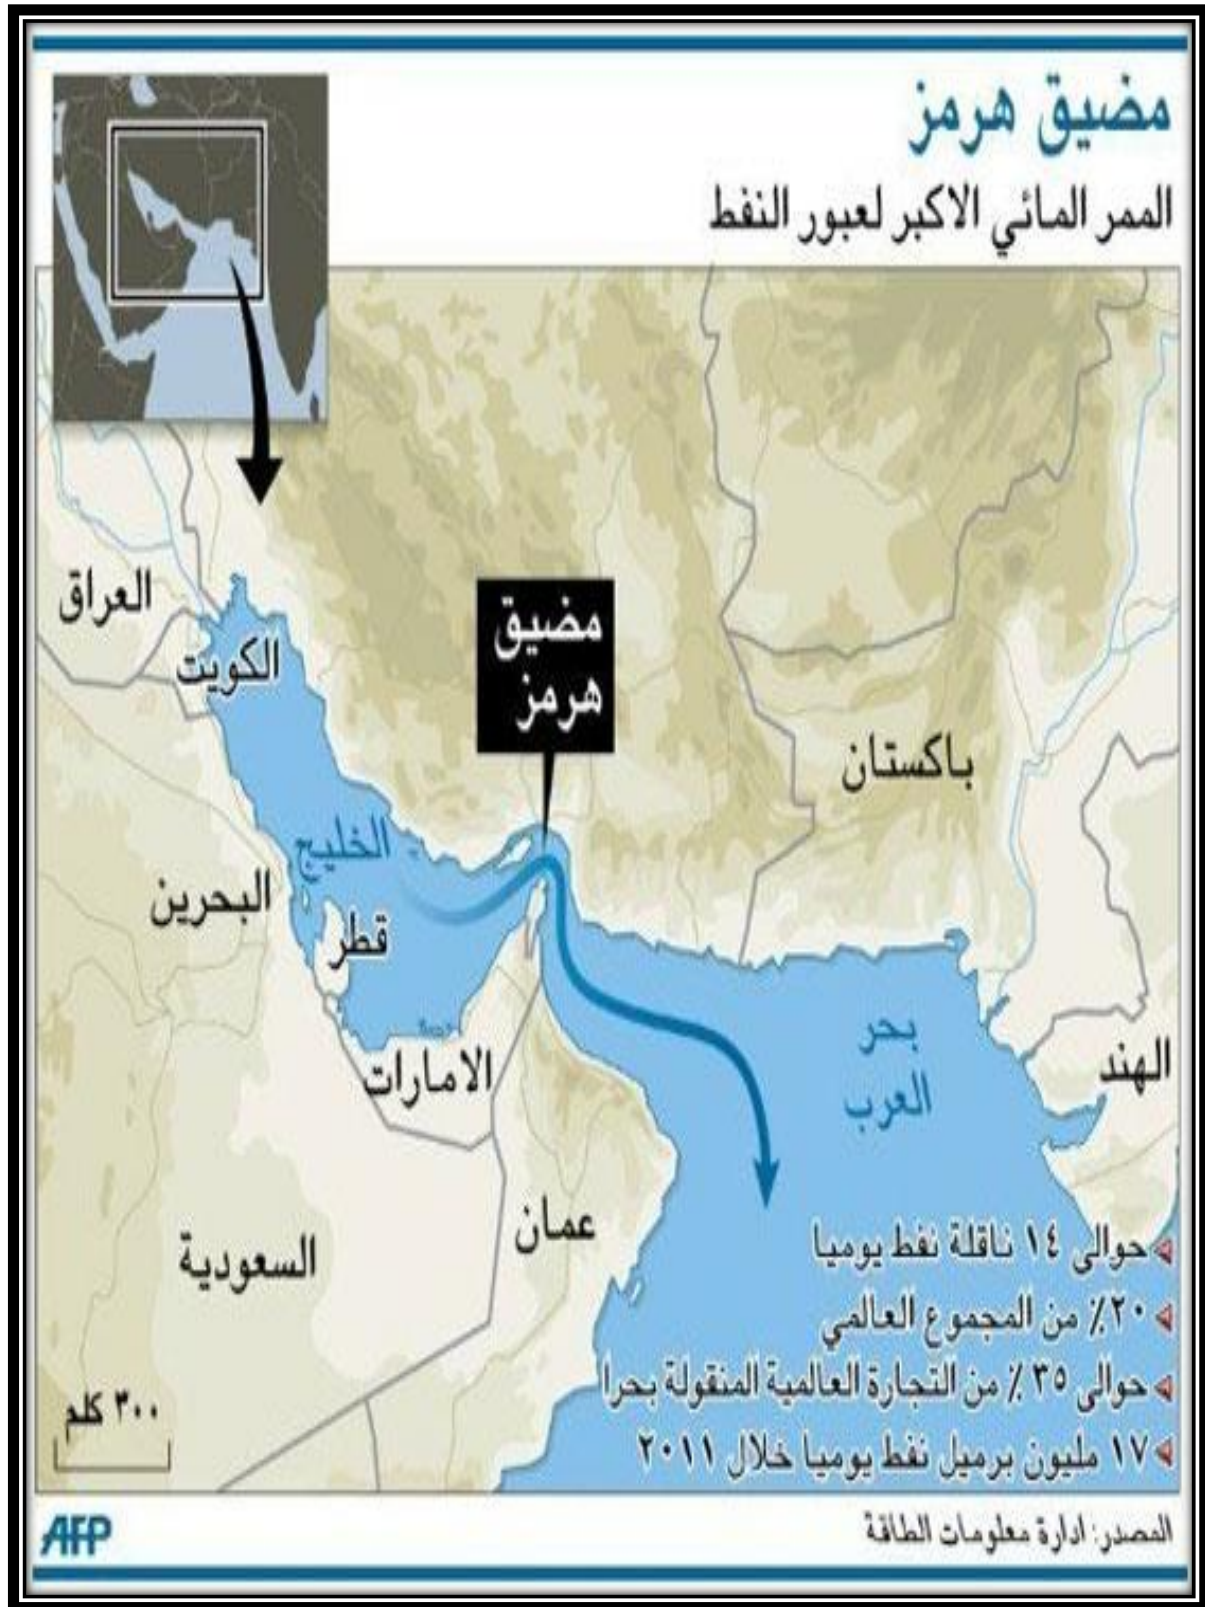 مضيق هرمز
الممر المائي الاكبر لعبور النفط
العراق
الكويت
مضيق
هرمز
باكستان
الخليج
البحرين
قطر
الامارات
بحر
العرب
الهند
عمان
السعودية
حوالى ١٤ ناقلة نفط يوميا
٢٠٪ من المجموع العالمي
حوالى ٣٥ ٪ من التجارة العالمية المنقولة بحرا
١٧ مليون برميل نفط يوميا خلال ٢٠١١
٣٠٠ كلم
المصدر: ادارة معلومات الطاقة
AFP